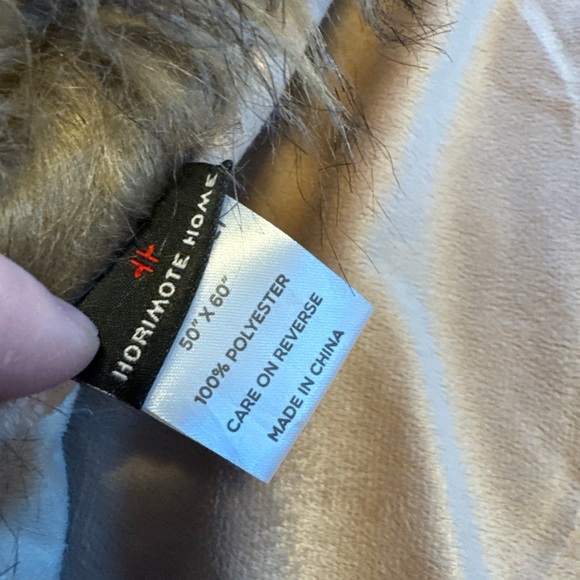 HORIMOTE HOME
50" X 60"
100% POLYESTER
CARE ON REVERSE
MADE IN CHINA